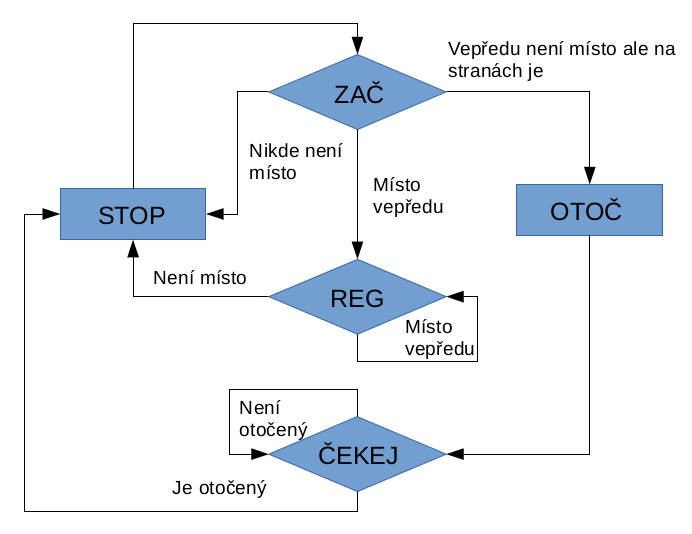 Vepředu není místo ale na
stranách je
ZAČ
Nikde není
místo
Místo
vepředu
STOP
OTOČ
Není místo
REG
Místo
vepředu
Není
otočený
ČEKEJ
Je otočený